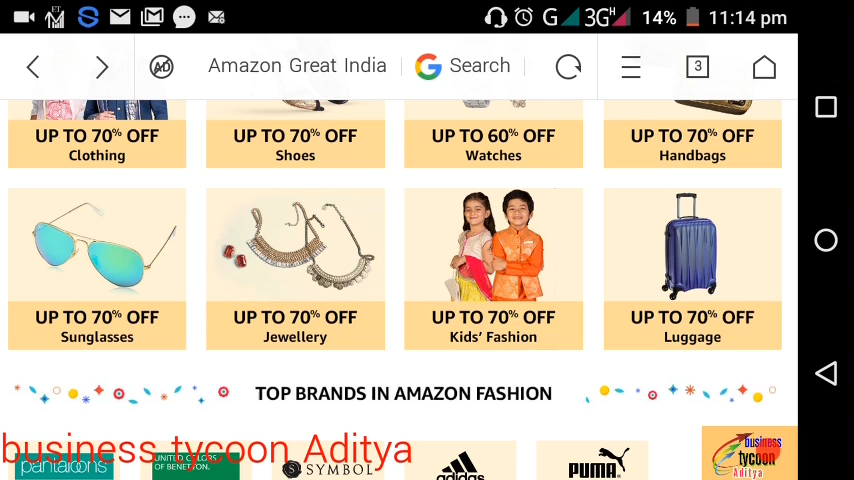 ET
G 3G H 14% 11:14 pm
AD Amazon Great India G Search 3
UP TO 70% OFF
Clothing
UP TO 70% OFF
Shoes
UP TO 60% OFF
Watches
UP TO 70% OFF
Handbags
UP TO 70% OFF
Sunglasses
UP TO 70% OFF
Jewellery
UP TO 70% OFF
Kids’ Fashion
UP TO 70% OFF
Luggage
TOP BRANDS IN AMAZON FASHION
business tycoon Aditya
pantaloons
UNITED COLORS
OF BENETTON.
S SYMBOL
adidas
PUMA
business
tycoon
Aditya